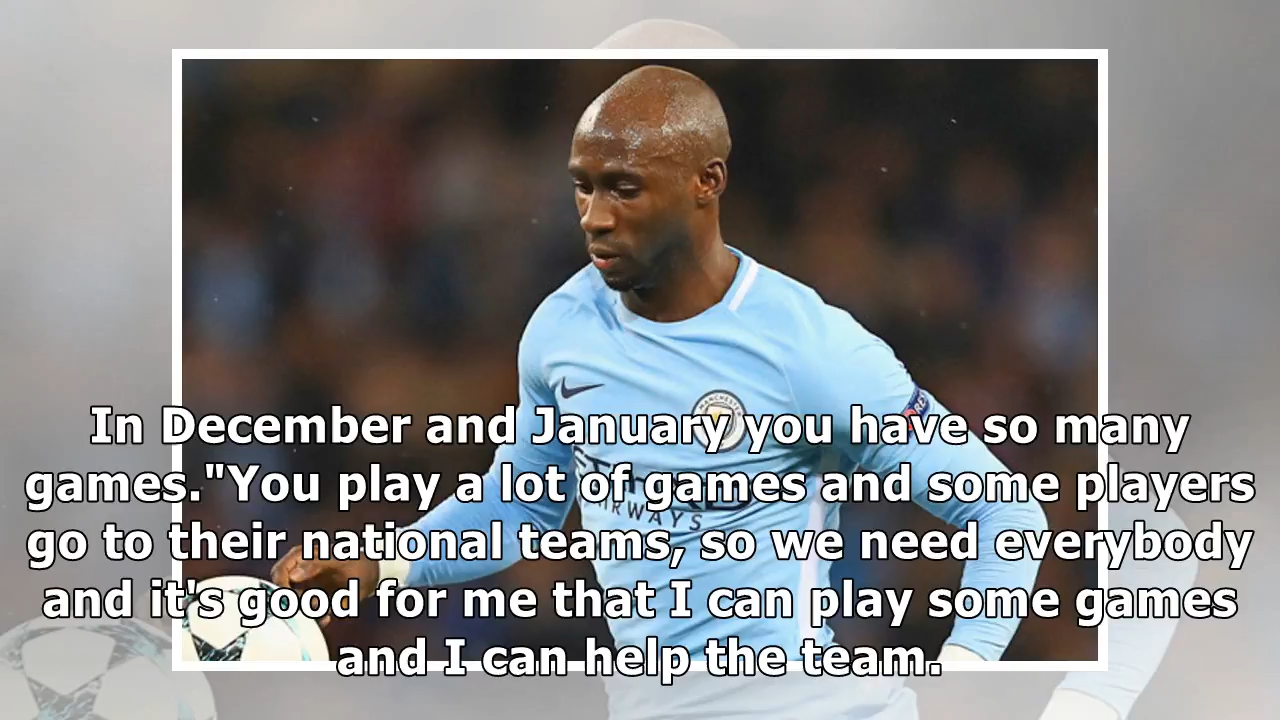 In December and January you have so many
games."You play a lot of games and some players
go to their national teams, so we need everybody
and it's good for me that I can play some games
and I can help the team.
MANCHESTER
AIRWAYS